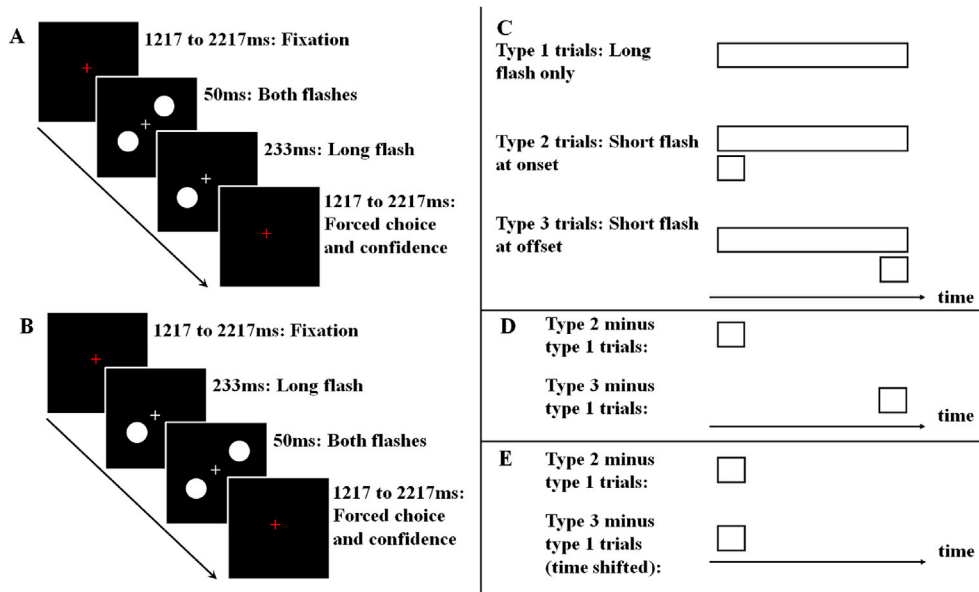 A
1217 to 2217ms: Fixation
50ms: Both flashes
233ms: Long flash
1217 to 2217ms:
Forced choice
and confidence
B
1217 to 2217ms: Fixation
233ms: Long flash
50ms: Both flashes
1217 to 2217ms:
Forced choice
and confidence
C
Type 1 trials: Long
flash only
Type 2 trials: Short flash
at onset
Type 3 trials: Short flash
at offset
time
D
Type 2 minus
type 1 trials:
Type 3 minus
type 1 trials:
time
E
Type 2 minus
type 1 trials:
Type 3 minus
type 1 trials
(time shifted):
time